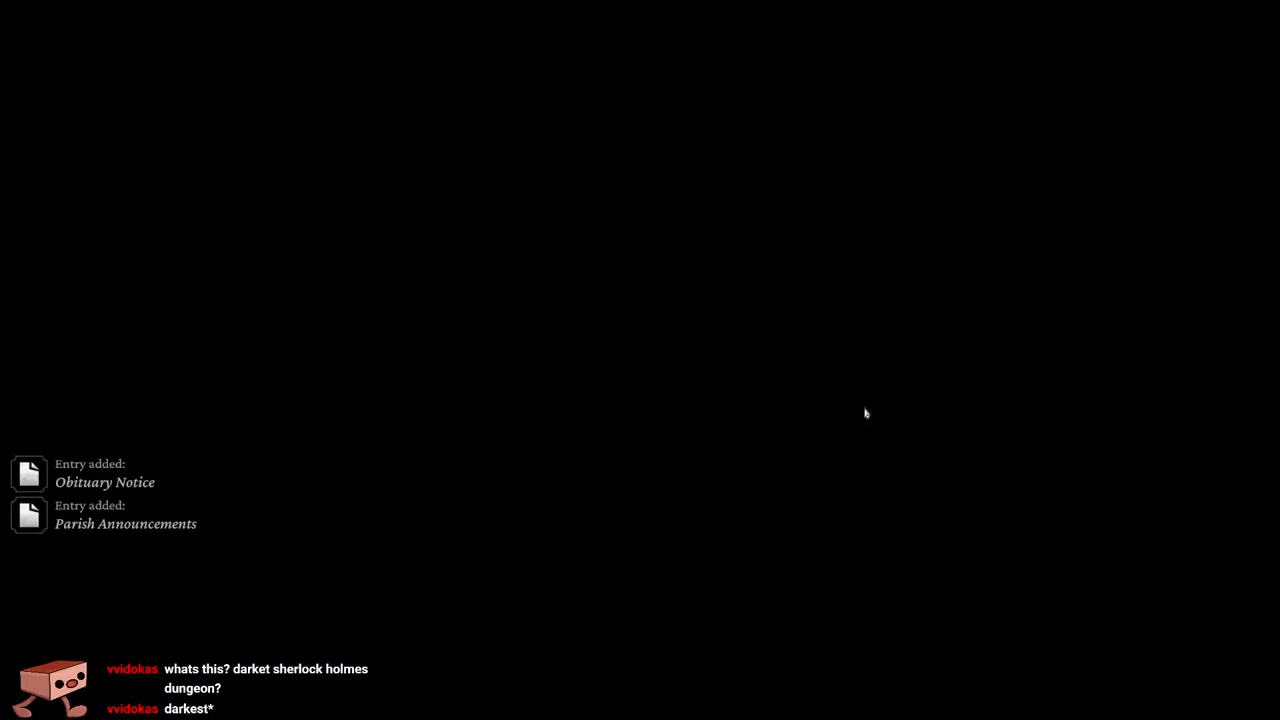 Entry added:
Obituary Notice
Entry added:
Parish Announcements
vvidokas whats this? darket sherlock holmes
dungeon?
vvidokas darkest*